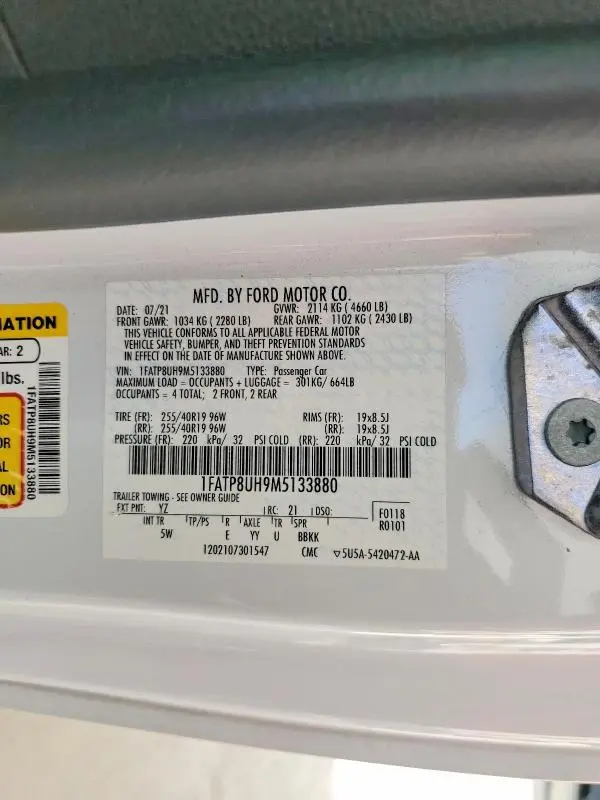 MFD. BY FORD MOTOR CO.
DATE: 07/21 GVWR: 2114 KG ( 4660 LB)
FRONT GAWR: 1034 KG ( 2280 LB) REAR GAWR: 1102 KG ( 2430 LB)
THIS VEHICLE CONFORMS TO ALL APPLICABLE FEDERAL MOTOR
VEHICLE SAFETY, BUMPER, AND THEFT PREVENTION STANDARDS
IN EFFECT ON THE DATE OF MANUFACTURE SHOWN ABOVE.
VIN: 1FATP8UH9M5133880 TYPE: Passenger Car
MAXIMUM LOAD = OCCUPANTS + LUGGAGE = 301KG/ 664LB
OCCUPANTS = 4 TOTAL; 2 FRONT, 2 REAR
TIRE (FR): 255/40R19 96W RIMS (FR): 19x8.5J
(RR): 255/40R19 96W (RR): 19x8.5J
PRESSURE (FR): 220 kPa/ 32 PSI COLD (RR): 220 kPa/ 32 PSI COLD
1FATP8UH9M5133880
TRAILER TOWING - SEE OWNER GUIDE
EXT PNT: YZ RC: 21 DSO: F0118
INT TR TP/PS R AXLE TR SPR R0101
5W E YY U BBKK
1202107301547 CMC ▽5U5A-5420472-AA
MATION
AR: 2
lbs.
RS
OR
AL
ION
1FATP8UH9M5133880